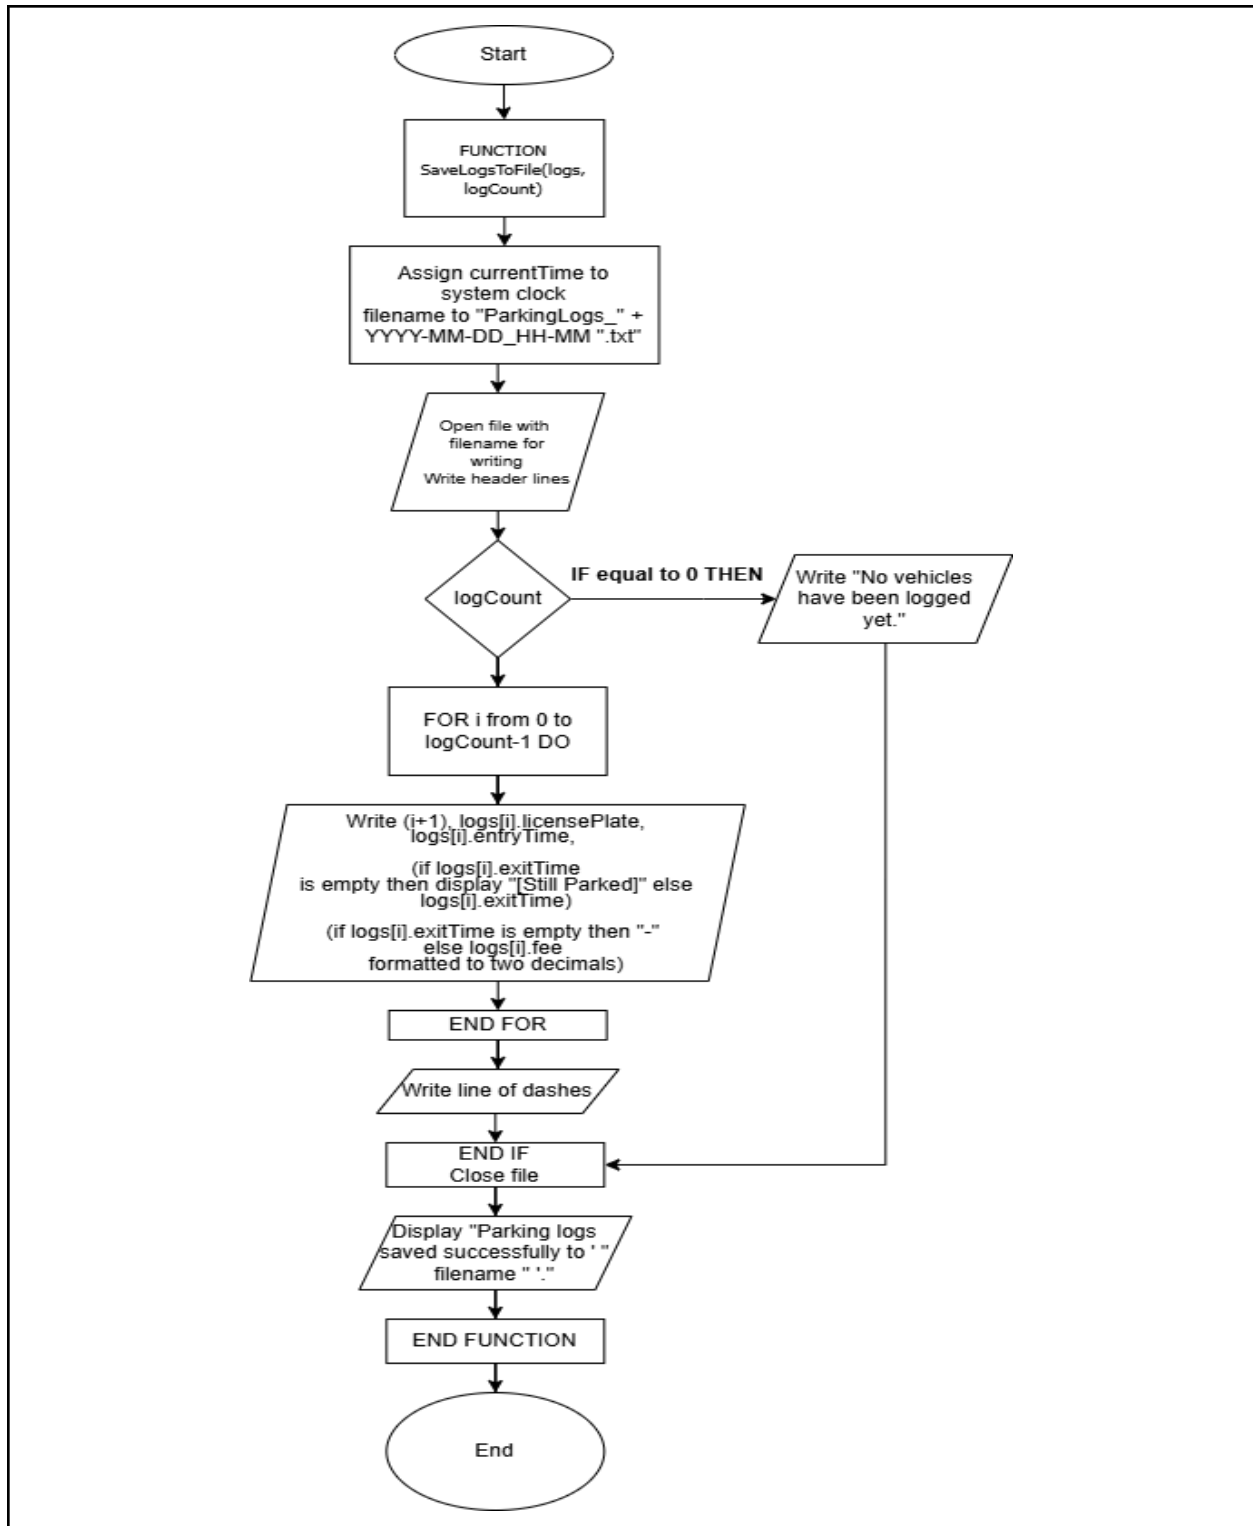 Start
FUNCTION
SaveLogsToFile(logs,
logCount)
Assign currentTime to
system clock
filename to "ParkingLogs_" +
YYYY-MM-DD_HH-MM ".txt"
Open file with
filename for
writing
Write header lines
logCount
IF equal to 0 THEN
Write "No vehicles
have been logged
yet."
FOR i from 0 to
logCount-1 DO
Write (i+1), logs[i].licensePlate,
logs[i].entryTime,
(if logs[i].exitTime
is empty then display "[Still Parked]" else
logs[i].exitTime)
(if logs[i].exitTime is empty then "-"
else logs[i].fee
formatted to two decimals)
END FOR
Write line of dashes
END IF
Close file
Display "Parking logs
saved successfully to ' "
filename " '."
END FUNCTION
End